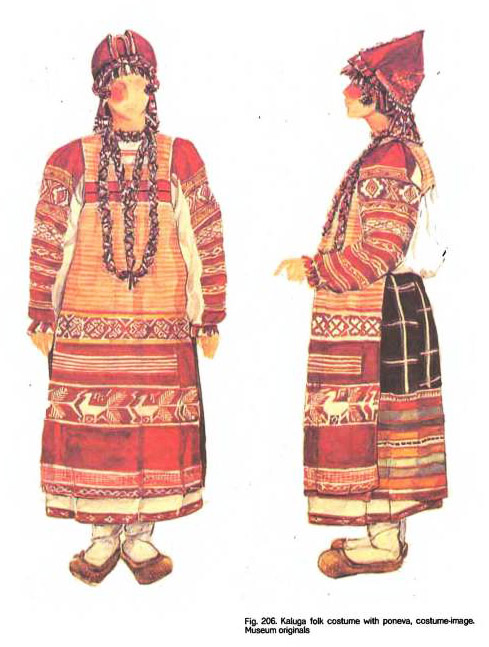 Fig. 206. Kaluga folk costume with poneva, costume-image.
Museum originals